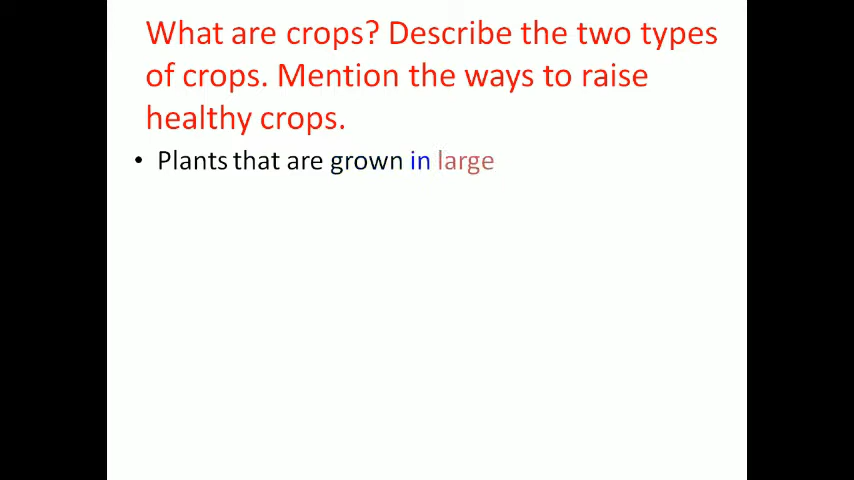 What are crops? Describe the two types
of crops. Mention the ways to raise
healthy crops.
• Plants that are grown in large